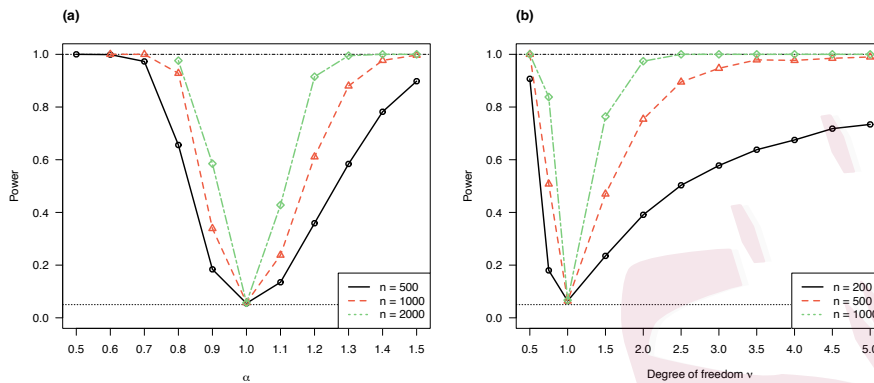 (a)
Power
1.0
0.8
0.6
0.4
0.2
0.0
0.5 0.6 0.7 0.8 0.9 1.0 1.1 1.2 1.3 1.4 1.5
α
n = 500
n = 1000
n = 2000
(b)
Power
1.0
0.8
0.6
0.4
0.2
0.0
0.5 1.0 1.5 2.0 2.5 3.0 3.5 4.0 4.5 5.0
Degree of freedom ν
n = 200
n = 500
n = 1000